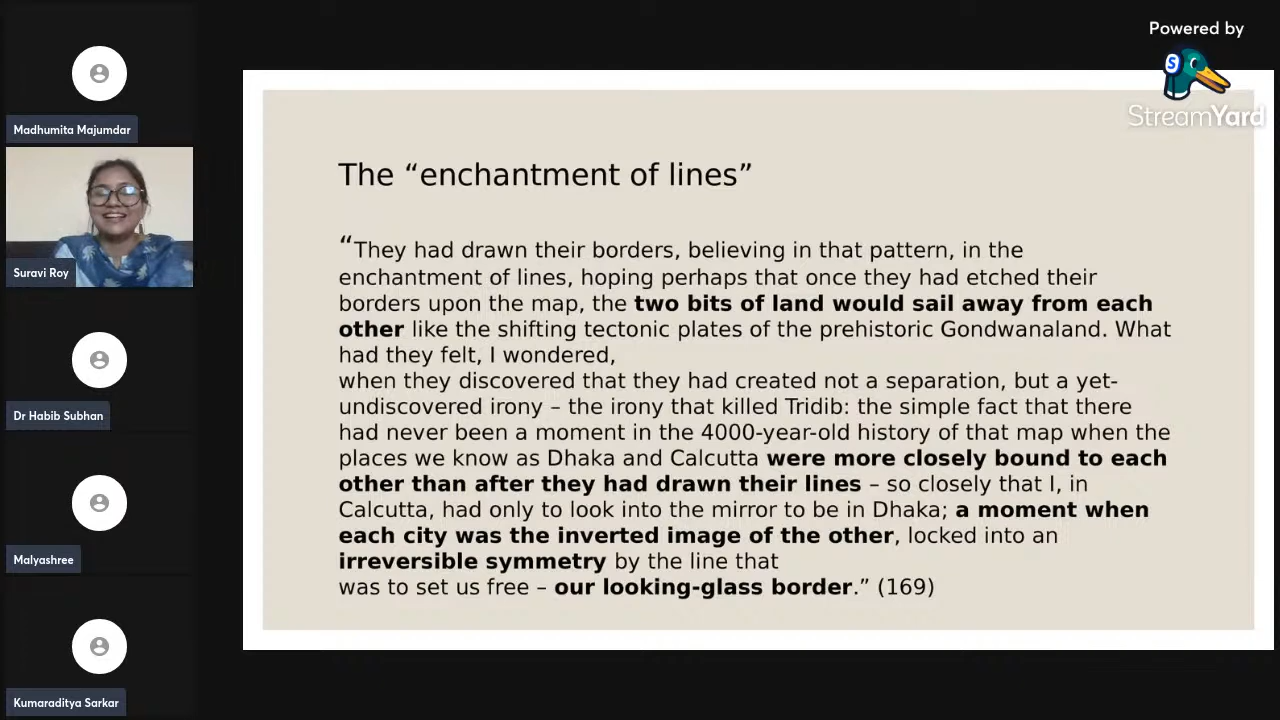 Powered by
S
StreamYard
Madhumita Majumdar
Suravi Roy
Dr Habib Subhan
Malyashree
Kumaraditya Sarkar
The “enchantment of lines”
“They had drawn their borders, believing in that pattern, in the
enchantment of lines, hoping perhaps that once they had etched their
borders upon the map, the two bits of land would sail away from each
other like the shifting tectonic plates of the prehistoric Gondwanaland. What
had they felt, I wondered,
when they discovered that they had created not a separation, but a yet-
undiscovered irony – the irony that killed Tridib: the simple fact that there
had never been a moment in the 4000-year-old history of that map when the
places we know as Dhaka and Calcutta were more closely bound to each
other than after they had drawn their lines – so closely that I, in
Calcutta, had only to look into the mirror to be in Dhaka; a moment when
each city was the inverted image of the other, locked into an
irreversible symmetry by the line that
was to set us free – our looking-glass border.” (169)